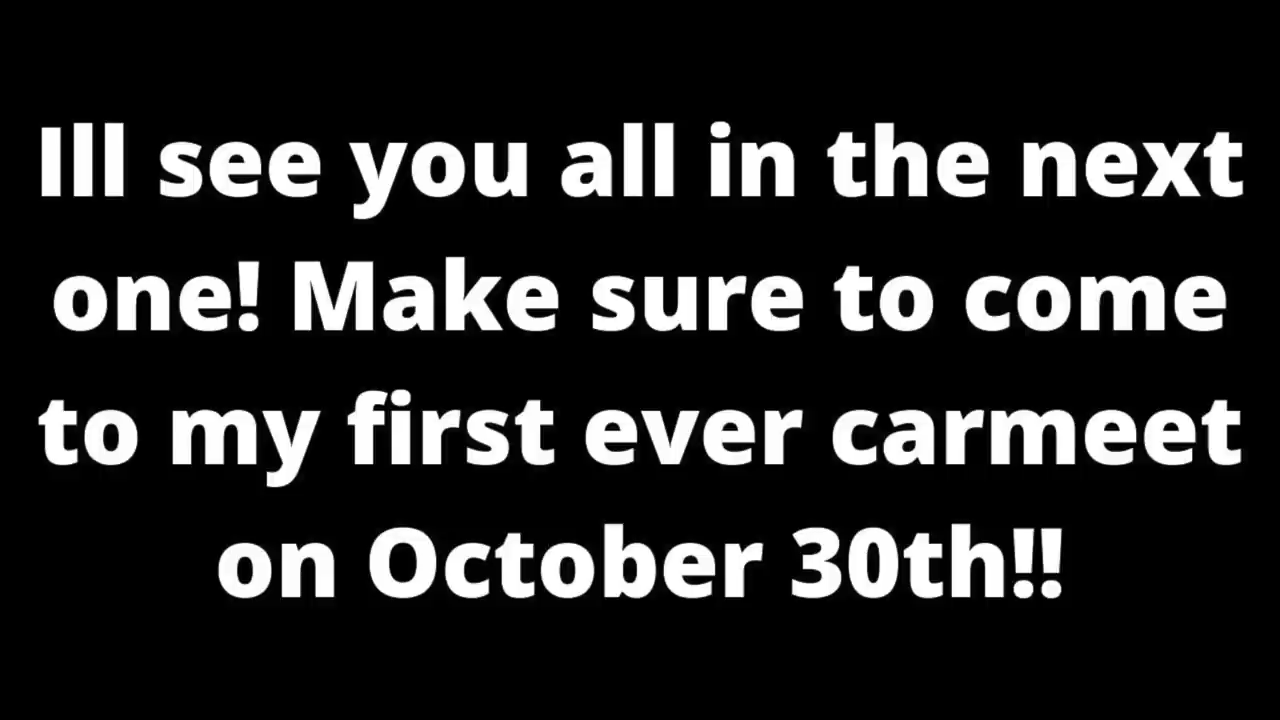 Ill see you all in the next
one! Make sure to come
to my first ever carmeet
on October 30th!!